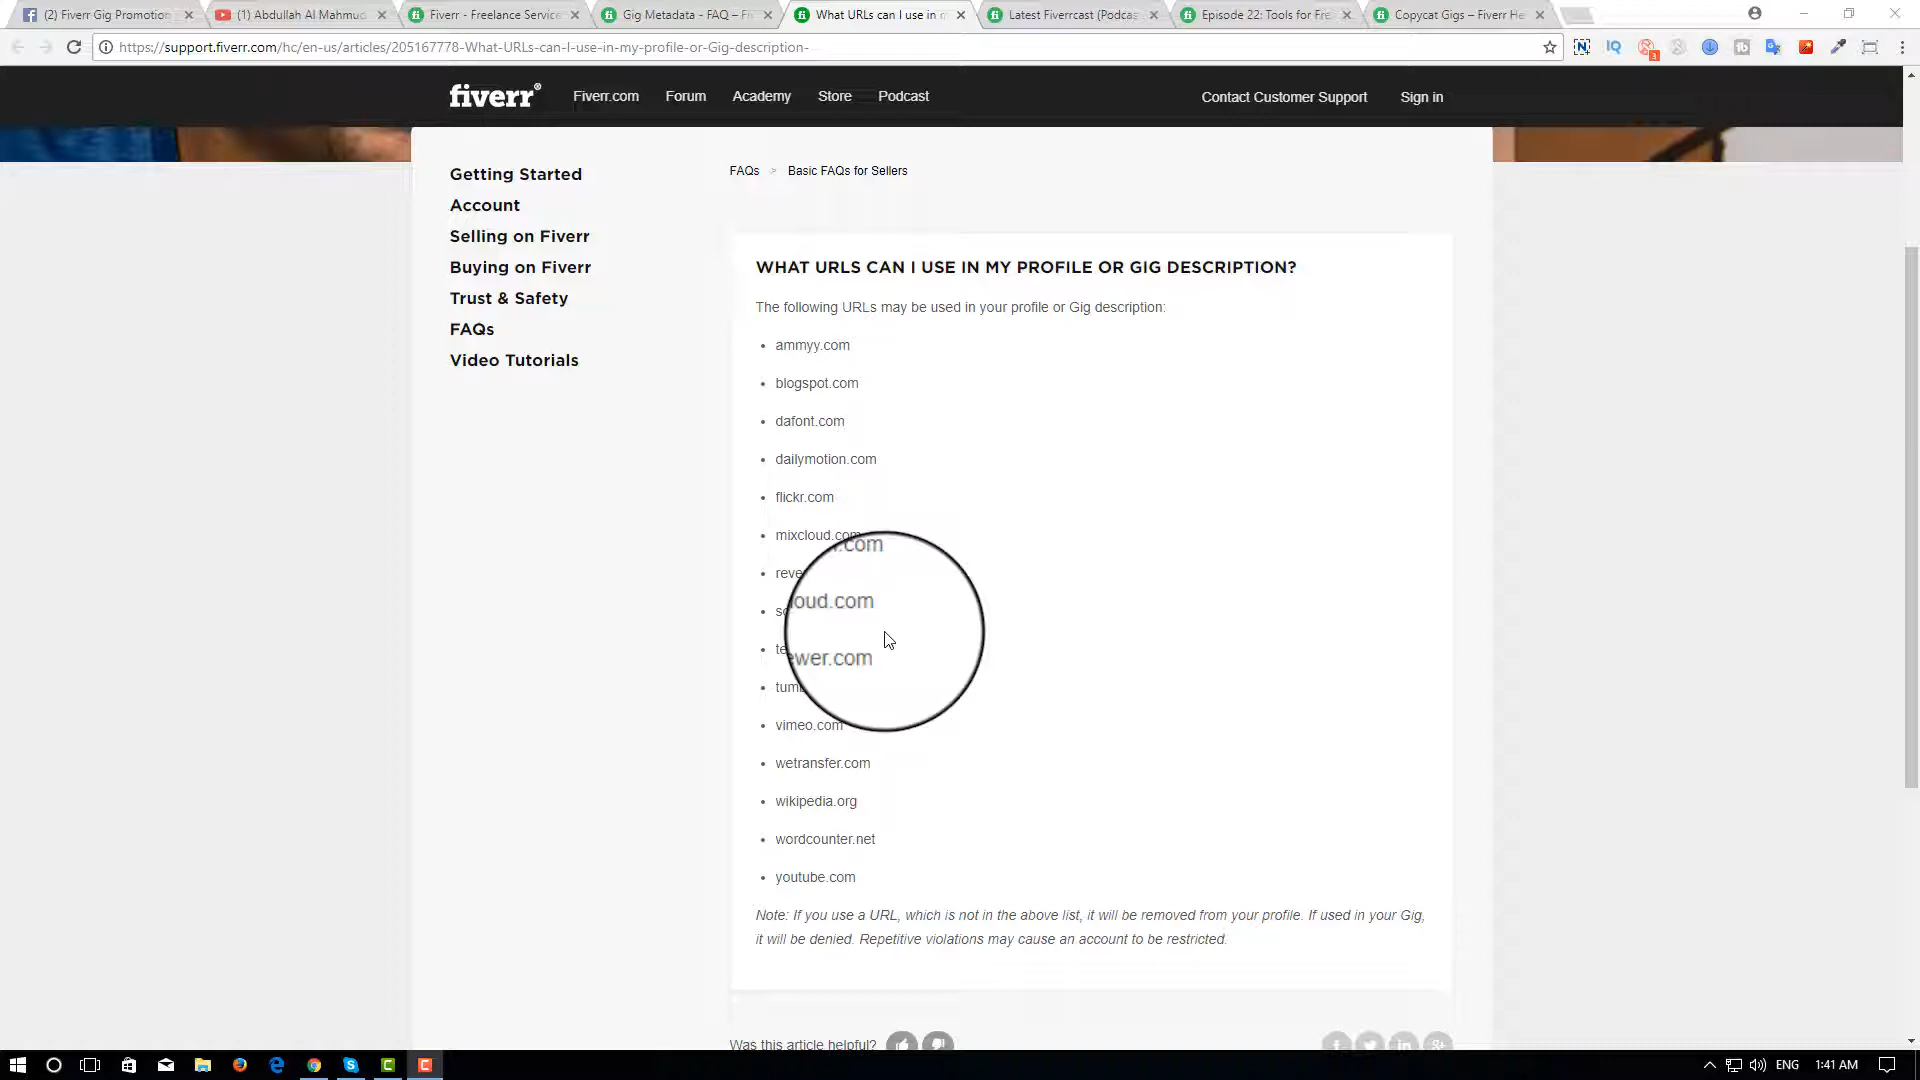 (2) Fiverr Gig Promotion
(1) Abdullah Al Mahmud
Fiverr - Freelance Service
Gig Metadata - FAQ – Fi
What URLs can I use in m
Latest Fiverrcast (Podcas
Episode 22: Tools for Fre
Copycat Gigs – Fiverr He
https://support.fiverr.com/hc/en-us/articles/205167778-What-URLs-can-I-use-in-my-profile-or-Gig-description-
fiverr®
Fiverr.com
Forum
Academy
Store
Podcast
Contact Customer Support
Sign in
Getting Started
Account
Selling on Fiverr
Buying on Fiverr
Trust & Safety
FAQs
Video Tutorials
FAQs > Basic FAQs for Sellers
WHAT URLS CAN I USE IN MY PROFILE OR GIG DESCRIPTION?
The following URLs may be used in your profile or Gig description:
• ammyy.com
• blogspot.com
• dafont.com
• dailymotion.com
• flickr.com
• mixcloud.com
.com
• reve
loud.com
• so
• te
ewer.com
• tum
• vimeo.com
• wetransfer.com
• wikipedia.org
• wordcounter.net
• youtube.com
Note: If you use a URL, which is not in the above list, it will be removed from your profile. If used in your Gig,
it will be denied. Repetitive violations may cause an account to be restricted.
Was this article helpful?
ENG
1:41 AM